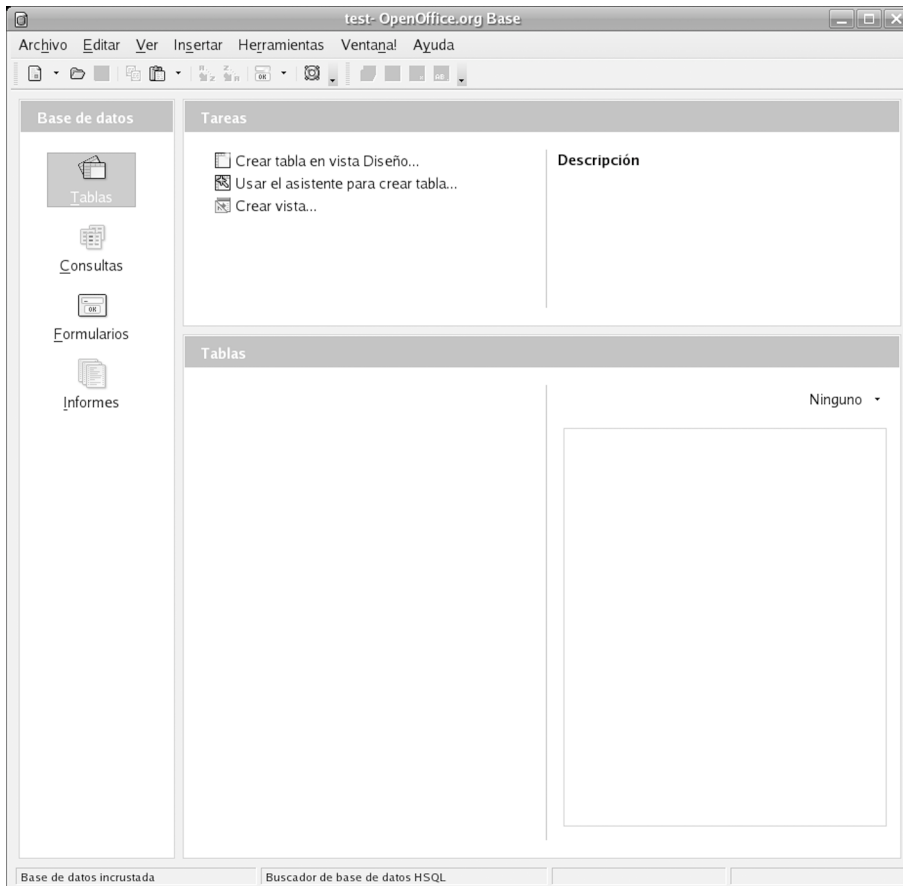 test- OpenOffice.org Base
Archivo Editar Ver Insertar Herramientas Ventana! Ayuda
Base de datos
Tablas
Consultas
Formularios
Informes
Tareas
Crear tabla en vista Diseño...
Usar el asistente para crear tabla...
Crear vista...
Descripción
Tablas
Ninguno
Base de datos incrustada
Buscador de base de datos HSQL